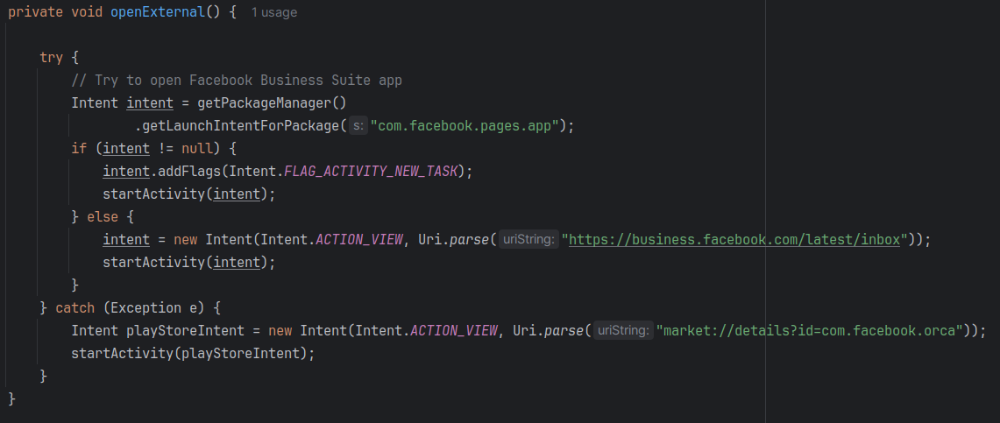 private void openExternal() {  1 usage
try {
// Try to open Facebook Business Suite app
Intent intent = getPackageManager()
.getLaunchIntentForPackage( s: "com.facebook.pages.app");
if (intent != null) {
intent.addFlags(Intent.FLAG_ACTIVITY_NEW_TASK);
startActivity(intent);
} else {
intent = new Intent(Intent.ACTION_VIEW, Uri.parse( uriString: "https://business.facebook.com/latest/inbox"));
startActivity(intent);
}
} catch (Exception e) {
Intent playStoreIntent = new Intent(Intent.ACTION_VIEW, Uri.parse( uriString: "market://details?id=com.facebook.orca"));
startActivity(playStoreIntent);
}
}